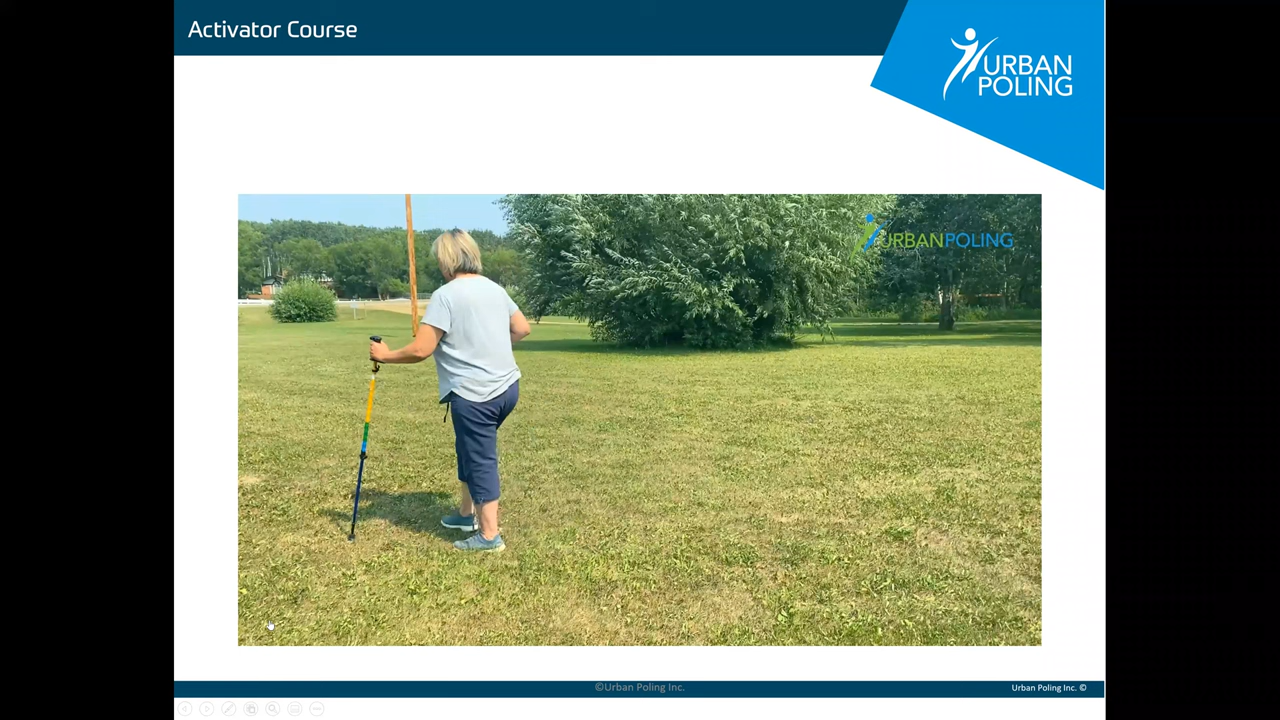 Activator Course
URBAN
POLING
URBANPOLING
©Urban Poling Inc.
Urban Poling Inc. ©